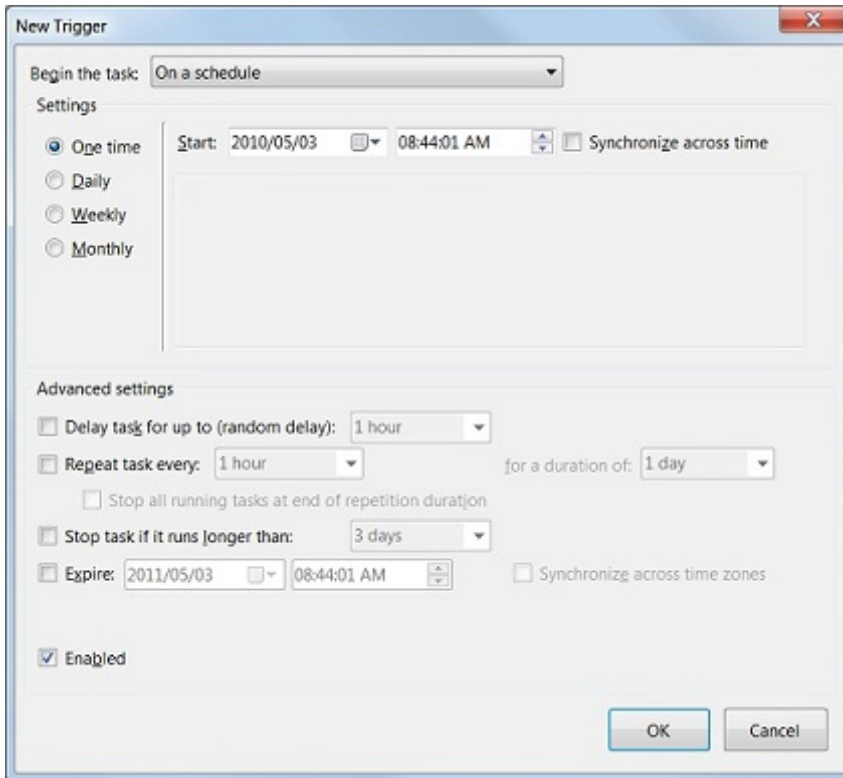 New Trigger
Begin the task: On a schedule
Settings
One time
Start: 2010/05/03 08:44:01 AM Synchronize across time
Daily
Weekly
Monthly
Advanced settings
Delay task for up to (random delay): 1 hour
Repeat task every: 1 hour for a duration of: 1 day
Stop all running tasks at end of repetition duration
Stop task if it runs longer than: 3 days
Expire: 2011/05/03 08:44:01 AM Synchronize across time zones
Enabled
OK Cancel